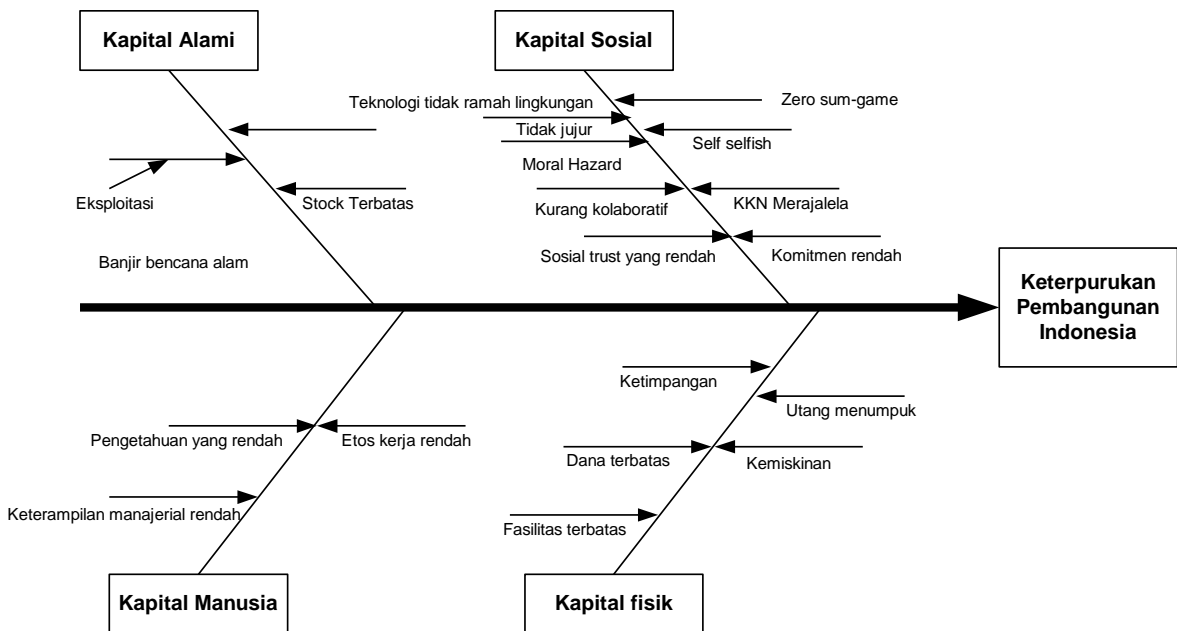 Kapital Alami
Kapital Sosial
Teknologi tidak ramah lingkungan
Zero sum-game
Tidak jujur
Self selfish
Moral Hazard
Eksploitasi
Stock Terbatas
Kurang kolaboratif
KKN Merajalela
Banjir bencana alam
Sosial trust yang rendah
Komitmen rendah
Keterpurukan
Pembangunan
Indonesia
Ketimpangan
Utang menumpuk
Pengetahuan yang rendah
Etos kerja rendah
Dana terbatas
Kemiskinan
Keterampilan manajerial rendah
Fasilitas terbatas
Kapital Manusia
Kapital fisik